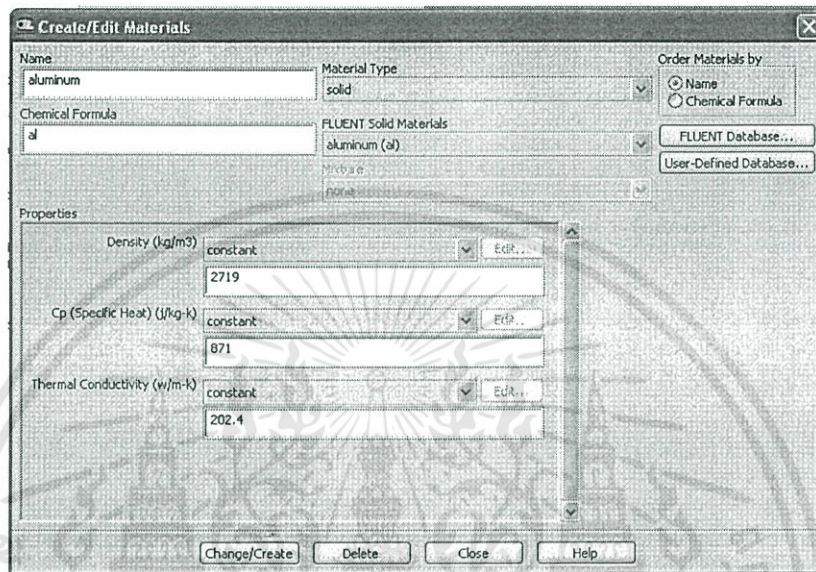 Create/Edit Materials
Name
aluminum
Material Type
solid
Order Materials by
Name
Chemical Formula
Chemical Formula
al
FLUENT Solid Materials
aluminum (al)
FLUENT Database...
User-Defined Database...
Mixture
none
Properties
Density (kg/m3)
constant
Edit...
2719
Cp (Specific Heat) (j/kg-k)
constant
Edit...
871
Thermal Conductivity (w/m-k)
constant
Edit...
202.4
Change/Create
Delete
Close
Help